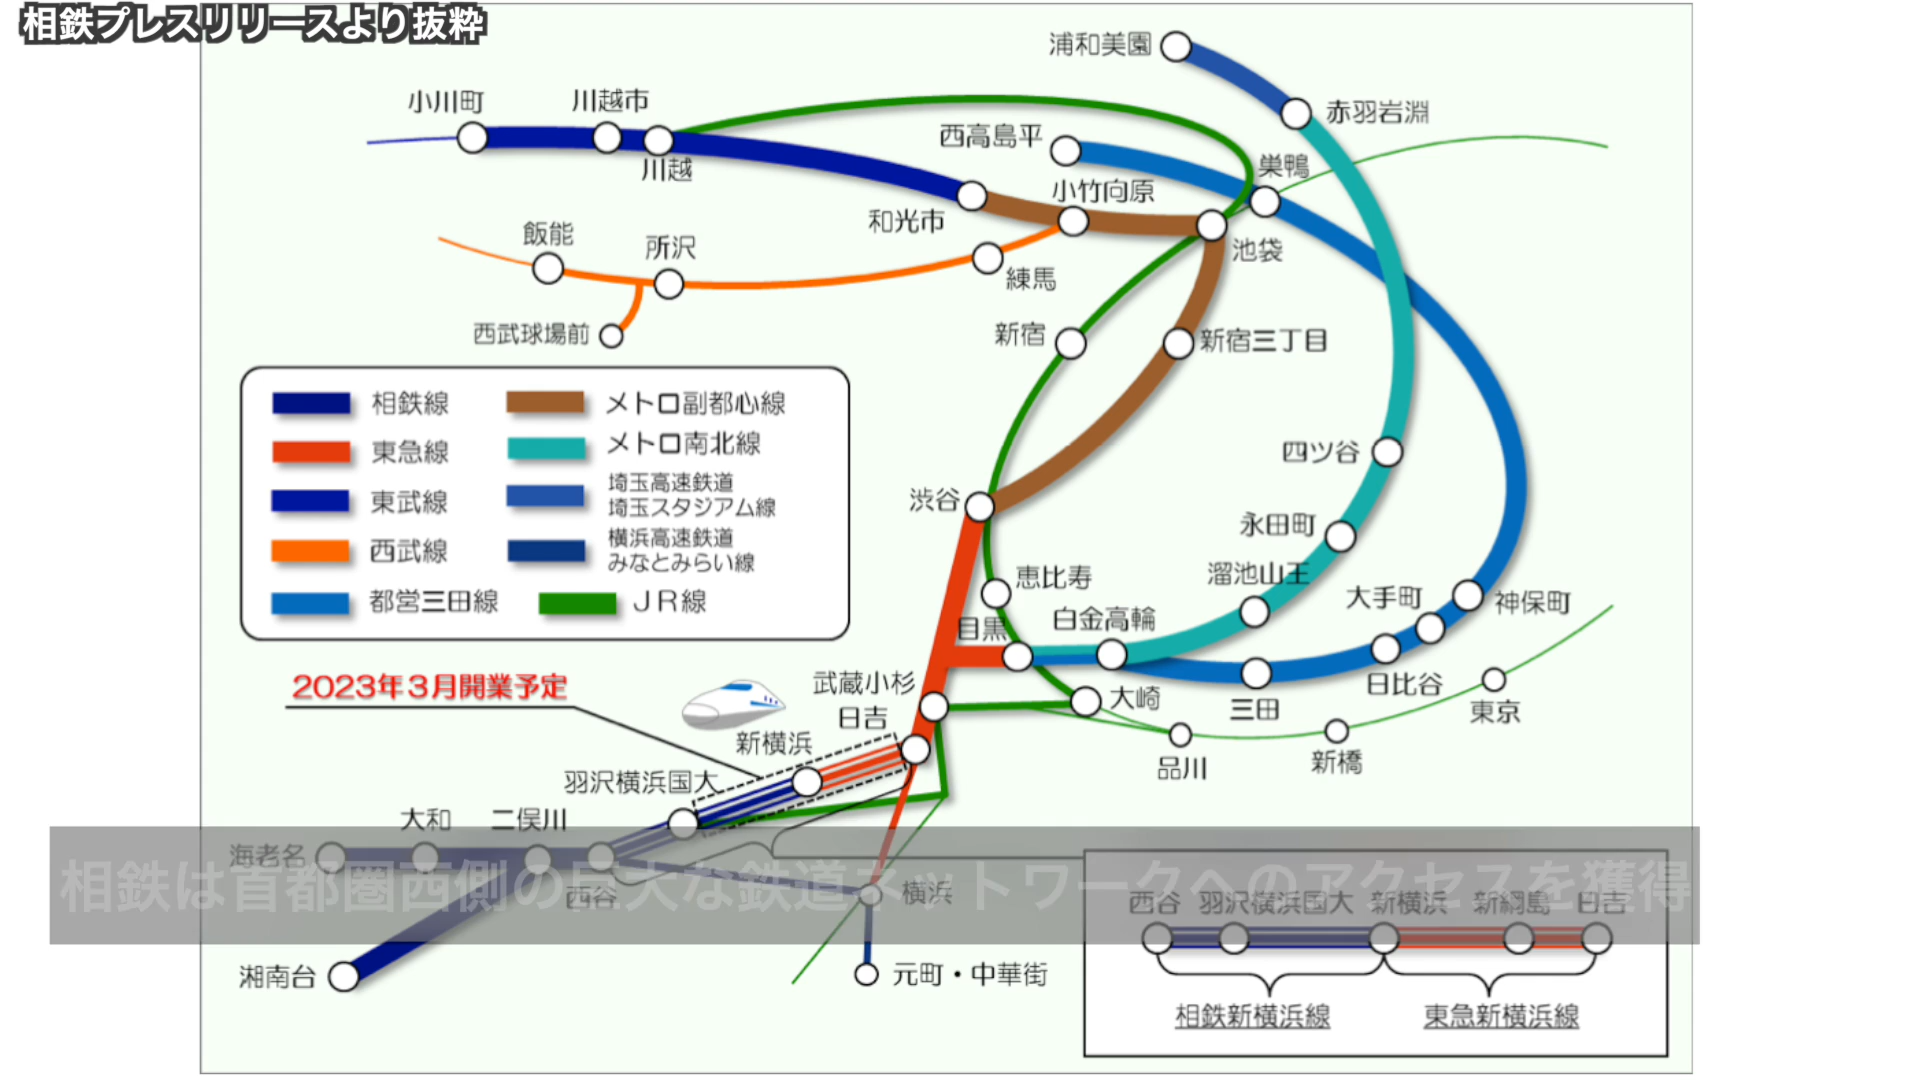 相鉄プレスリリースより抜粋
浦和美園
小川町
川越市
赤羽岩淵
西高島平
川越
巣鴨
小竹向原
和光市
飯能
所沢
池袋
練馬
西武球場前
新宿
新宿三丁目
相鉄線
メトロ副都心線
東急線
メトロ南北線
東武線
埼玉高速鉄道
埼玉スタジアム線
西武線
横浜高速鉄道
みなとみらい線
都営三田線
JR線
四ツ谷
渋谷
永田町
溜池山王
恵比寿
大手町
神保町
白金高輪
目黒
2023年3月開業予定
武蔵小杉
日比谷
大崎
三田
東京
日吉
新横浜
品川
新橋
羽沢横浜国大
大和
二俣川
海老名
相鉄は首都圏西側の巨大な鉄道ネットワークへのアクセスを獲得
西谷
横浜
西谷
羽沢横浜国大
新横浜
新綱島
日吉
湘南台
元町・中華街
相鉄新横浜線
東急新横浜線